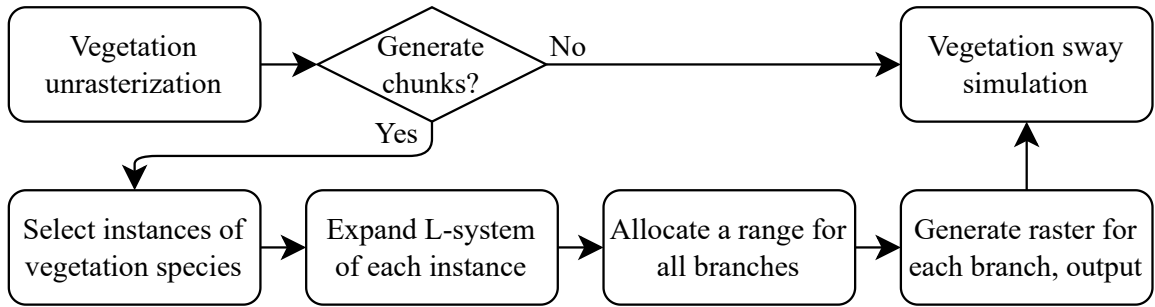 Vegetation
unrasterization
Generate
chunks?
No
Vegetation sway
simulation
Yes
Select instances of
vegetation species
Expand L-system
of each instance
Allocate a range for
all branches
Generate raster for
each branch, output